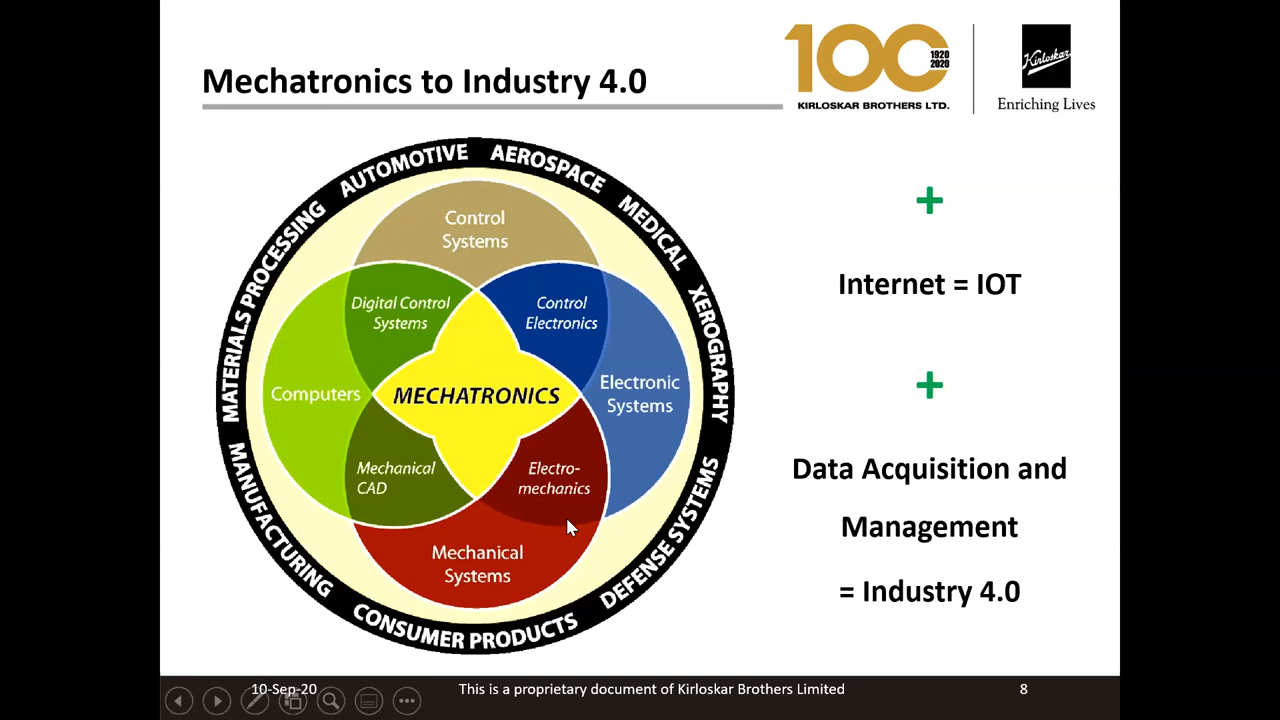 Mechatronics to Industry 4.0
100
1920
2020
KIRLOSKAR BROTHERS LTD.
Kirloskar
Enriching Lives
AUTOMOTIVE
AEROSPACE
MEDICAL
XEROGRAPHY
DEFENSE SYSTEMS
CONSUMER PRODUCTS
MANUFACTURING
MATERIALS PROCESSING
Control
Systems
Digital Control
Systems
Control
Electronics
Computers
MECHATRONICS
Electronic
Systems
Mechanical
CAD
Electro-
mechanics
Mechanical
Systems
+
Internet = IOT
+
Data Acquisition and
Management
= Industry 4.0
10-Sep-20
This is a proprietary document of Kirloskar Brothers Limited
8